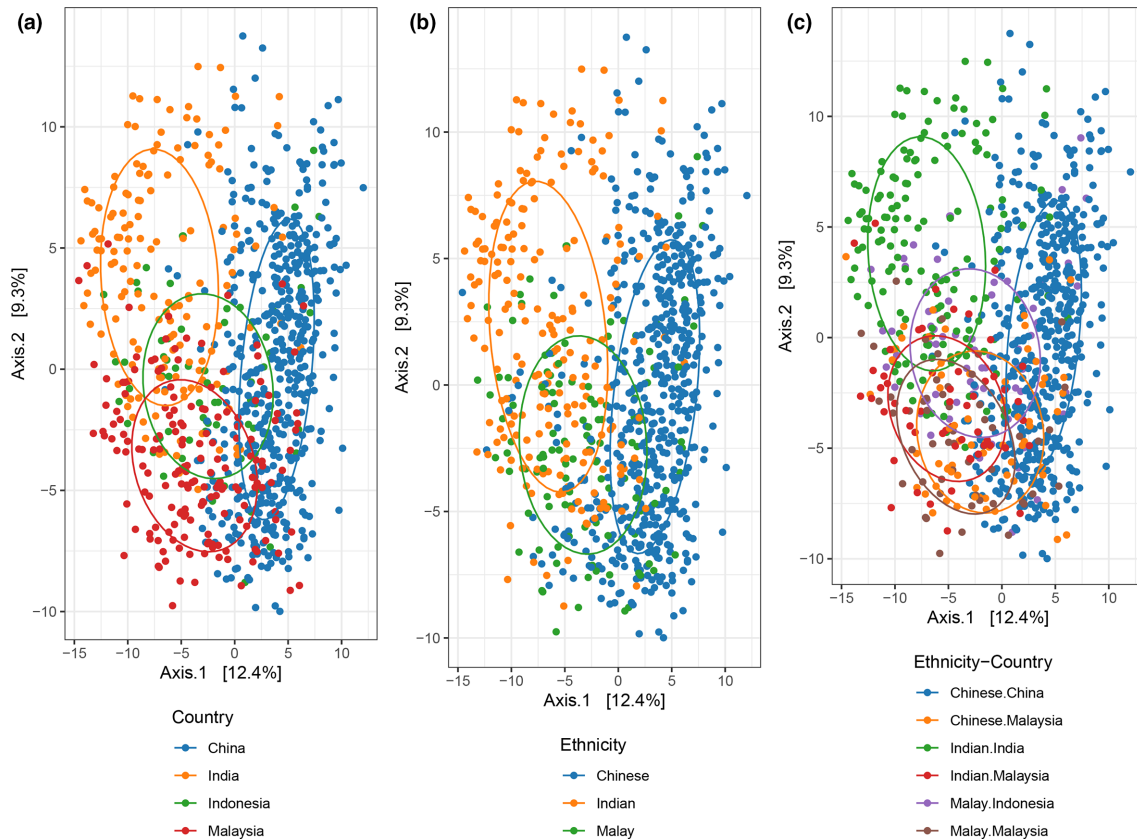 (a)
10
5
0
−5
−10
Axis.2 [9.3%]
−15 −10 −5 0 5 10
Axis.1 [12.4%]
Country
China
India
Indonesia
Malaysia
(b)
10
5
0
−5
−10
Axis.2 [9.3%]
−15 −10 −5 0 5 10
Axis.1 [12.4%]
Ethnicity
Chinese
Indian
Malay
(c)
10
5
0
−5
−10
Axis.2 [9.3%]
−15 −10 −5 0 5 10
Axis.1 [12.4%]
Ethnicity−Country
Chinese.China
Chinese.Malaysia
Indian.India
Indian.Malaysia
Malay.Indonesia
Malay.Malaysia